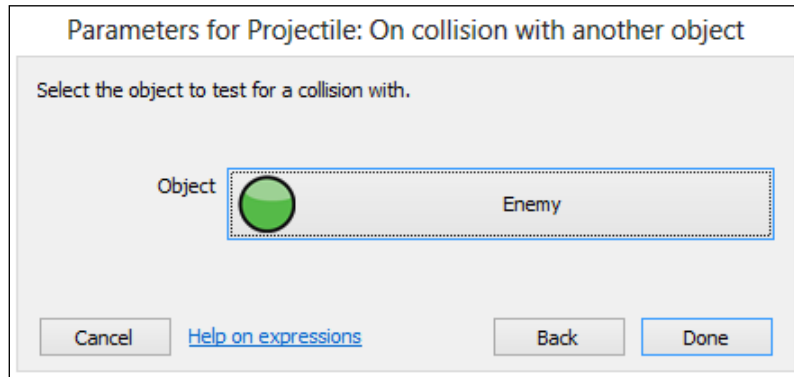 Parameters for Projectile: On collision with another object
Select the object to test for a collision with.
Object Enemy
Cancel Help on expressions Back Done